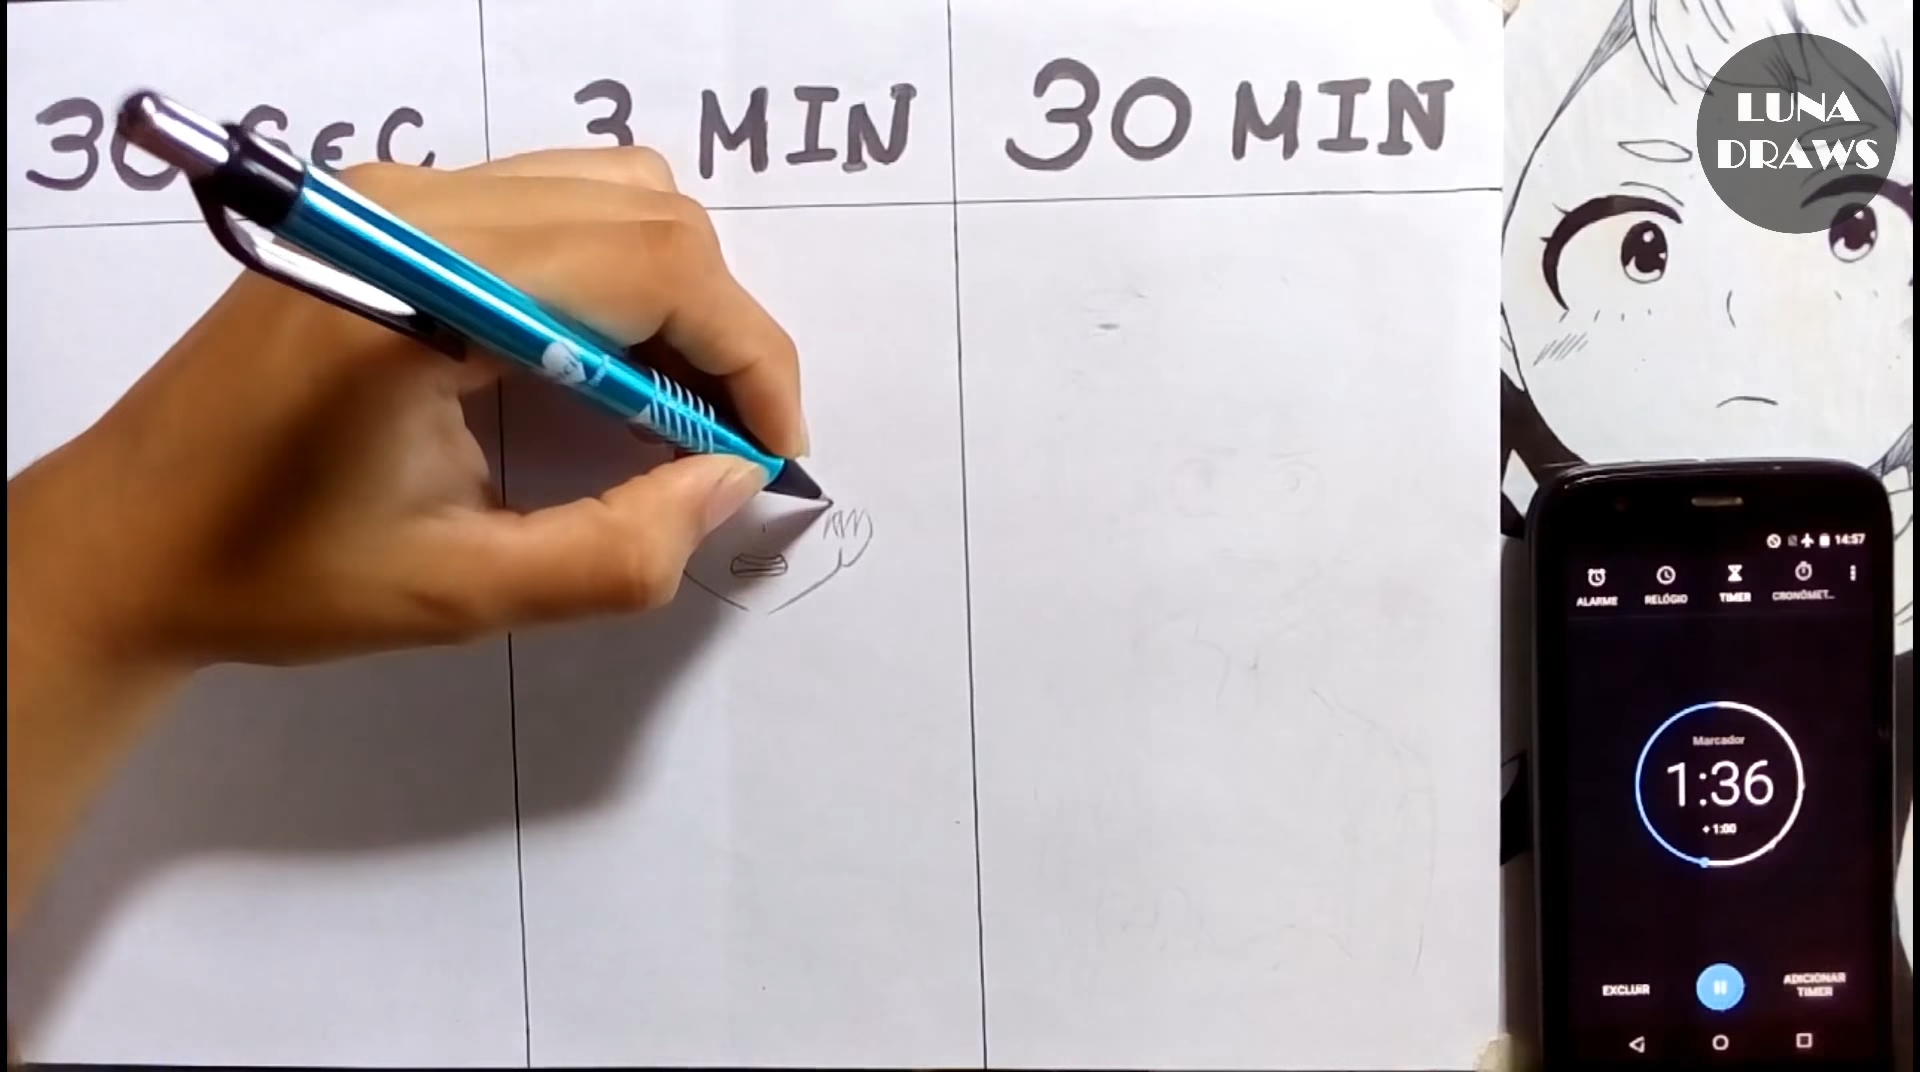 30 SEC
3 MIN
30 MIN
LUNA
DRAWS
14:57
ALARME
RELÓGIO
TIMER
CRONÔMET...
Marcador
1:36
+ 1:00
EXCLUIR
ADICIONAR
TIMER